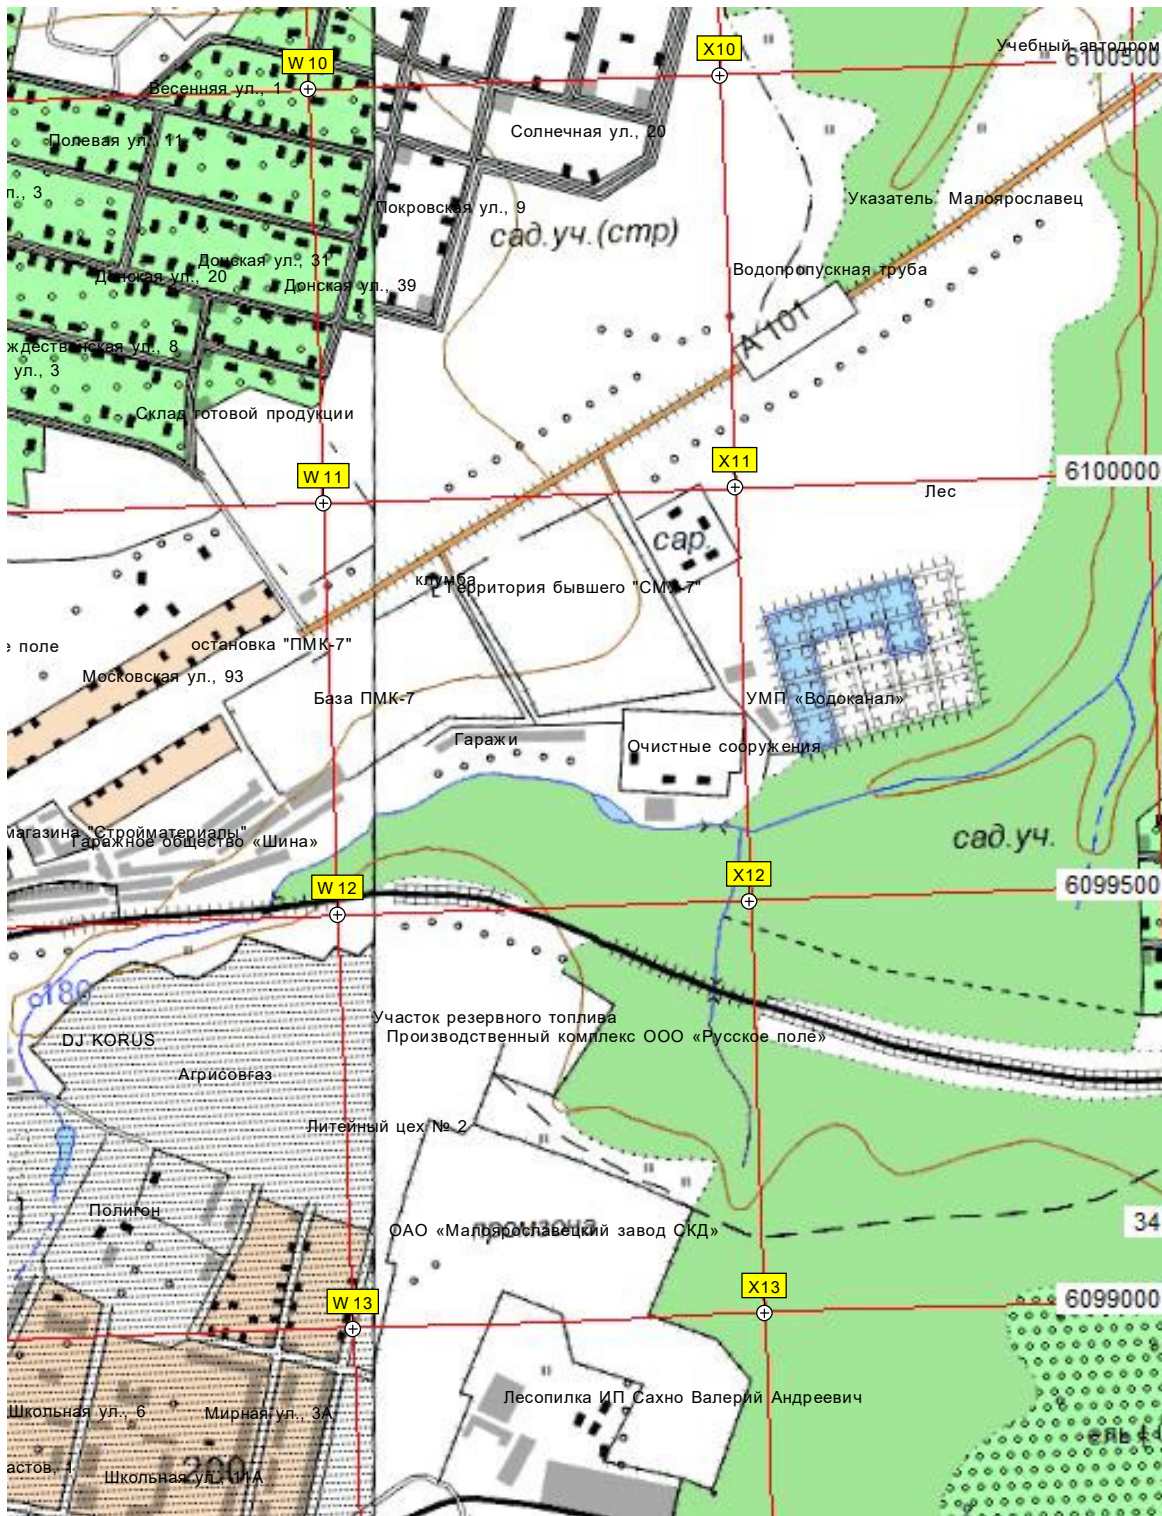 Учебный автодром
X10
6100500
W 10
Весенняя ул., 1
Солнечная ул., 20
Полевая ул., 11
л., 3
Указатель Малоярославец
Покровская ул., 9
сад.уч.(стр)
Донская ул., 31
Водопропускная труба
Донская ул., 20
Донская ул., 39
А 101
ждественская ул., 8
ул., 3
Склад готовой продукции
X11
6100000
W 11
Лес
сар.
клумба
Территория бывшего "СМУ-7"
остановка "ПМК-7"
е поле
Московская ул., 93
База ПМК-7
УМП «Водоканал»
Гаражи
Очистные сооружения
магазина "Стройматериалы"
Гаражное общество «Шина»
сад.уч.
X12
6099500
W 12
180
Участок резервного топлива
Производственный комплекс ООО «Русское поле»
DJ KORUS
Агрисовгаз
Литейный цех № 2
Полигон
34
промзона
ОАО «Малоярославецкий завод СКД»
X13
6099000
W 13
Лесопилка ИП Сахно Валерий Андреевич
Школьная ул., 6
Мирная ул., 3А
ель
астов, 1
200
Школьная ул., 11А